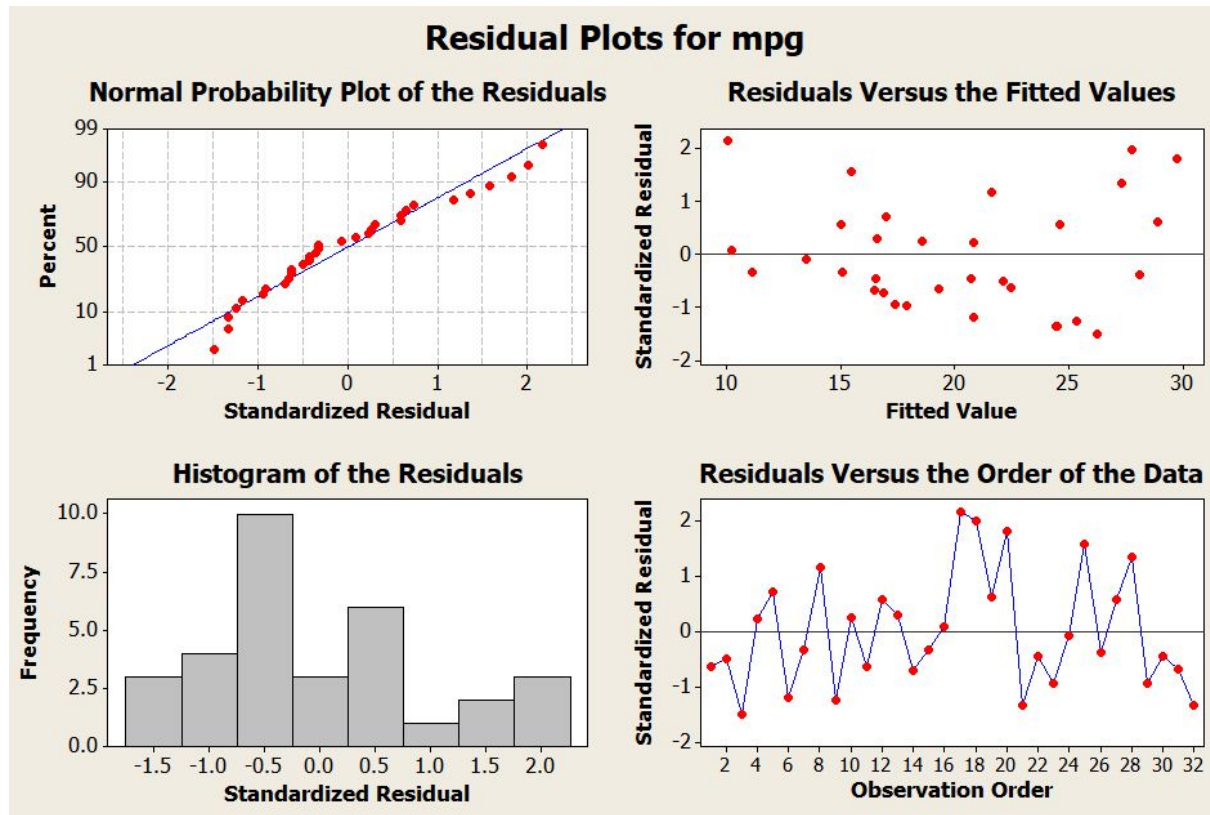 Residual Plots for mpg
Normal Probability Plot of the Residuals
99
90
50
10
1
Percent
-2 -1 0 1 2
Standardized Residual
Residuals Versus the Fitted Values
2
1
0
-1
-2
Standardized Residual
10 15 20 25 30
Fitted Value
Histogram of the Residuals
10.0
7.5
5.0
2.5
0.0
Frequency
-1.5 -1.0 -0.5 0.0 0.5 1.0 1.5 2.0
Standardized Residual
Residuals Versus the Order of the Data
2
1
0
-1
-2
Standardized Residual
2 4 6 8 10 12 14 16 18 20 22 24 26 28 30 32
Observation Order